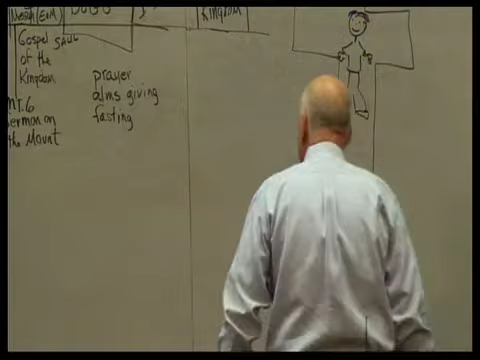 Kingdom
Gospel
of the
Kingdom
MT. 6
Sermon on
the Mount
prayer
alms giving
fasting